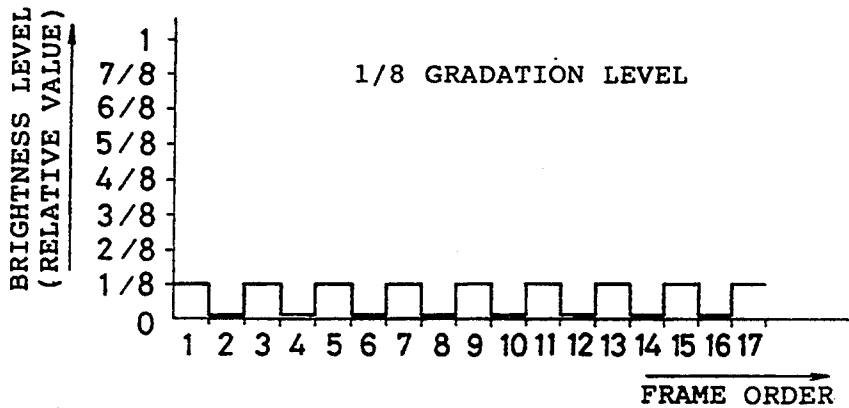 BRIGHTNESS LEVEL
(RELATIVE VALUE)
1/8 GRADATION LEVEL
1
7/8
6/8
5/8
4/8
3/8
2/8
1/8
0
1 2 3 4 5 6 7 8 9 10 11 12 13 14 15 16 17
FRAME ORDER